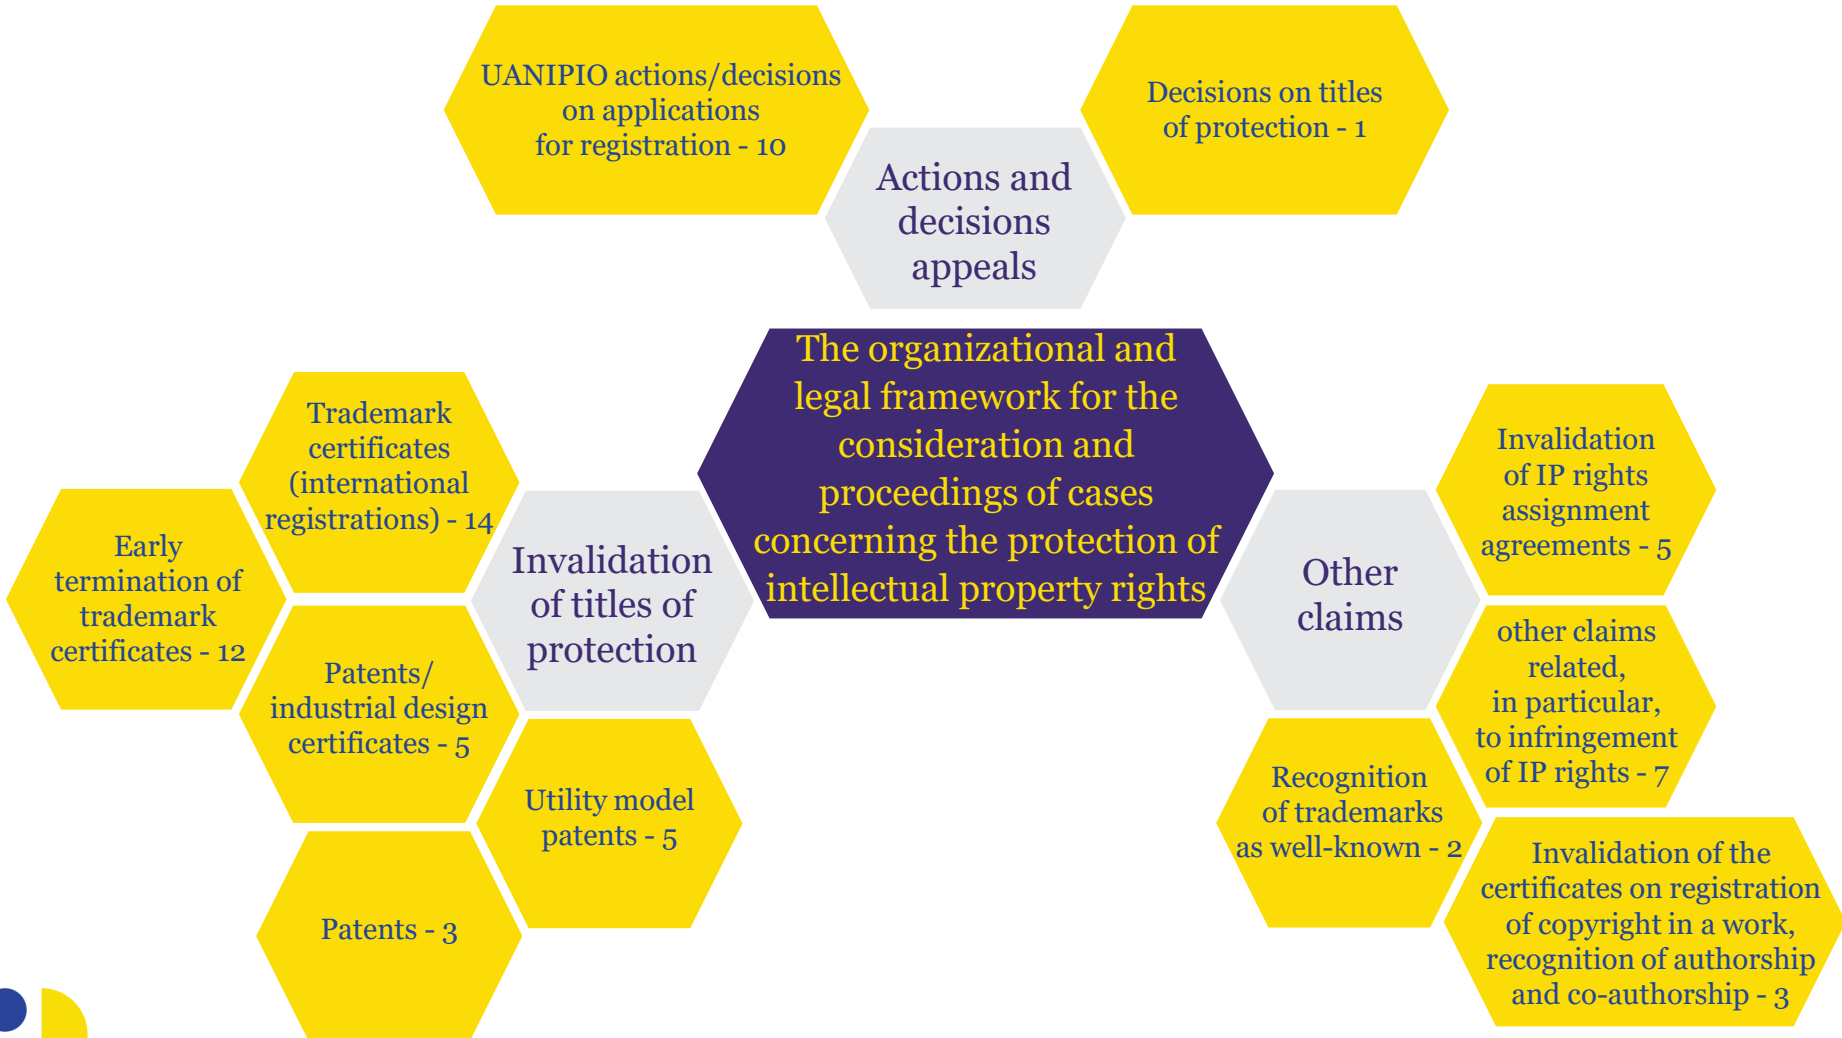 UANIPIO actions/decisions
on applications
for registration - 10
Decisions on titles
of protection - 1
Actions and
decisions
appeals
The organizational and
legal framework for the
consideration and
proceedings of cases
concerning the protection of
intellectual property rights
Trademark
certificates
(international
registrations) - 14
Early
termination of
trademark
certificates - 12
Invalidation
of titles of
protection
Patents/
industrial design
certificates - 5
Utility model
patents - 5
Patents - 3
Other
claims
Invalidation
of IP rights
assignment
agreements - 5
other claims
related,
in particular,
to infringement
of IP rights - 7
Recognition
of trademarks
as well-known - 2
Invalidation of the
certificates on registration
of copyright in a work,
recognition of authorship
and co-authorship - 3